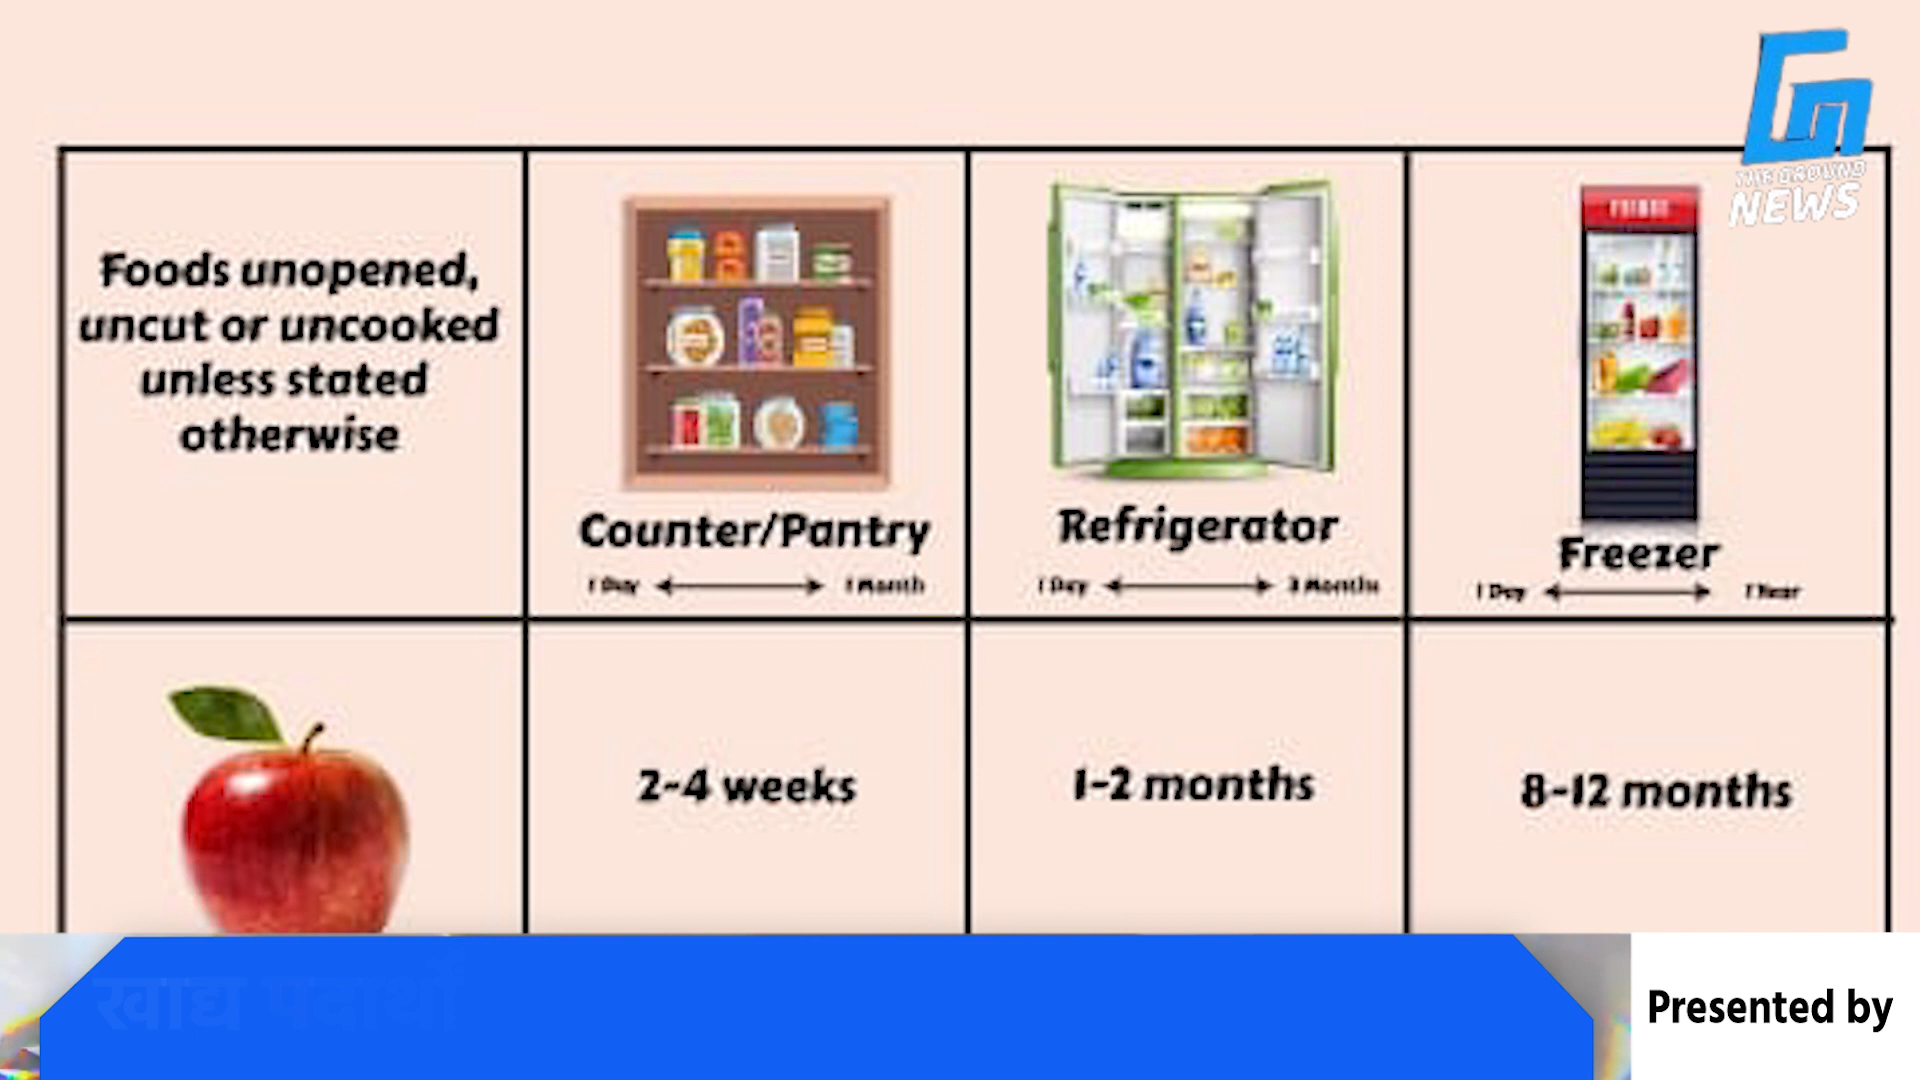 THE GROUND
NEWS
Foods unopened,
uncut or uncooked
unless stated
otherwise
Counter/Pantry
1 Day 1 Month
Refrigerator
1 Day 3 Months
Freezer
1 Day 1 Year
2-4 weeks
1-2 months
8-12 months
खाद्य पदार्थों
Presented by